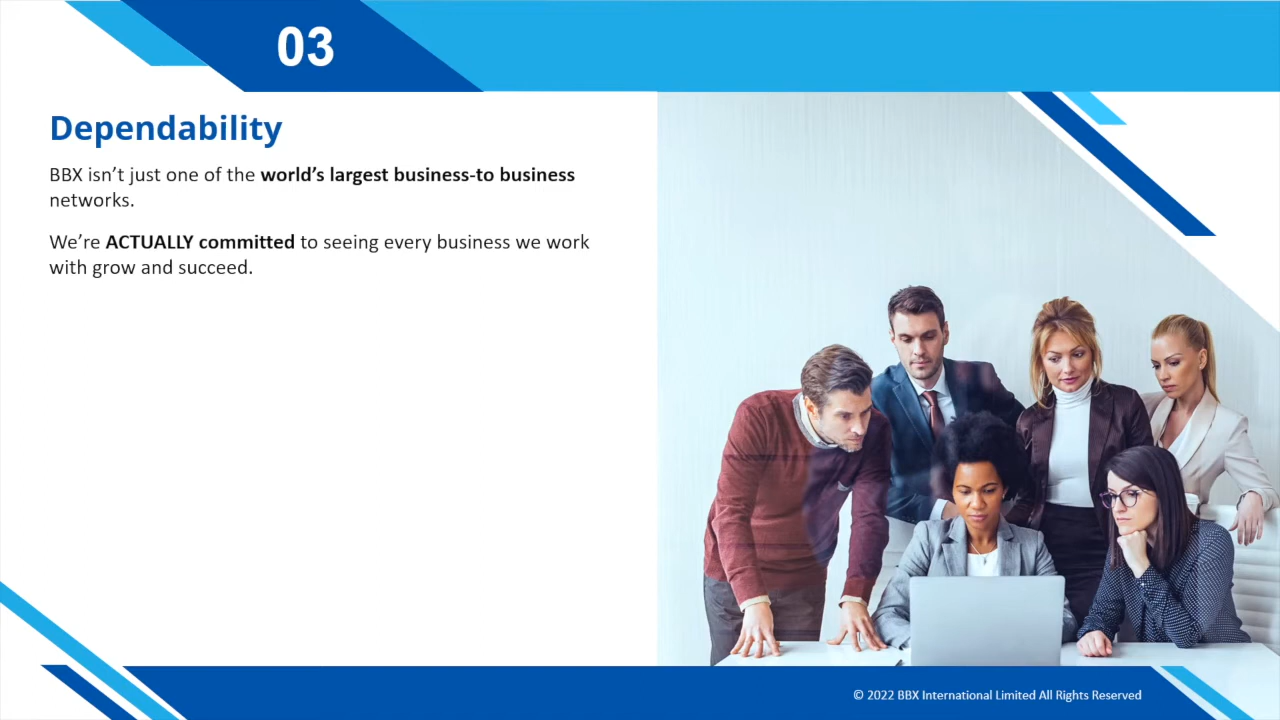 03
Dependability
BBX isn’t just one of the world’s largest business-to business
networks.
We’re ACTUALLY committed to seeing every business we work
with grow and succeed.
© 2022 BBX International Limited All Rights Reserved